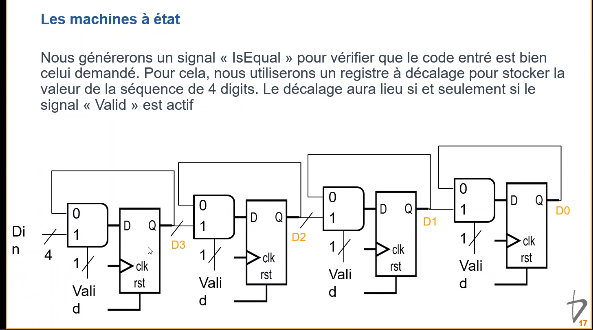 Les machines à état
Nous générerons un signal « IsEqual » pour vérifier que le code entré est bien
celui demandé. Pour cela, nous utiliserons un registre à décalage pour stocker la
valeur de la séquence de 4 digits. Le décalage aura lieu si et seulement si le
signal « Valid » est actif
0
1
D Q
clk
rst
Di
n
4
1
Vali
d
D3
0
1
D Q
clk
rst
1
Vali
d
D2
0
1
D Q
clk
rst
1
Vali
d
D1
0
1
D Q
clk
rst
1
Vali
d
D0
17